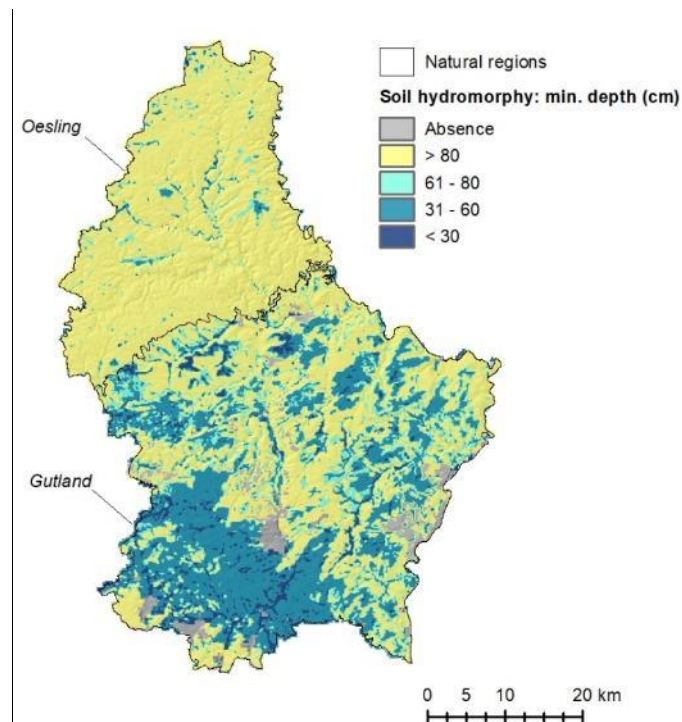 Natural regions
Soil hydromorphy: min. depth (cm)
Absence
> 80
61 - 80
31 - 60
< 30
Oesling
Gutland
0 5 10 20 km